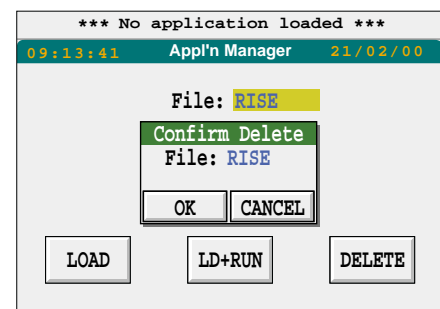 *** No application loaded ***
09:13:41 Appl'n Manager 21/02/00
File: RISE
Confirm Delete
File: RISE
OK CANCEL
LOAD LD+RUN DELETE